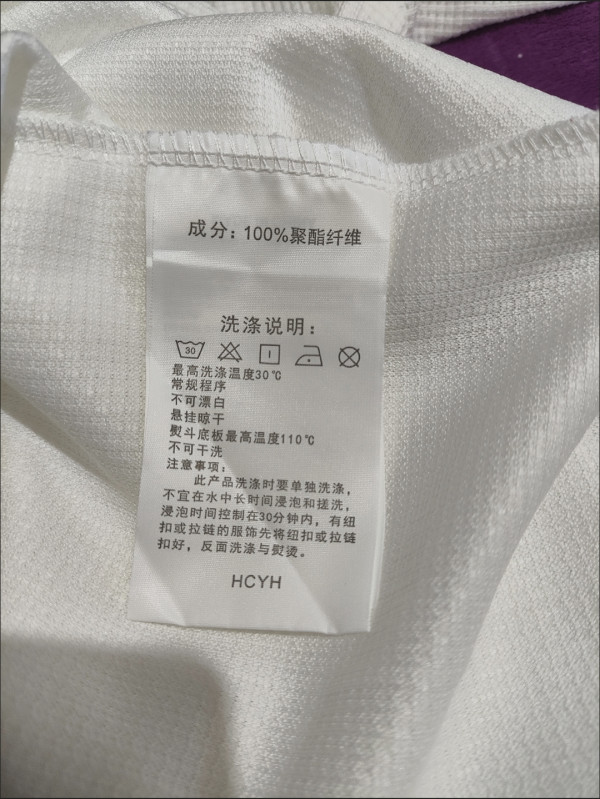 成分：100%聚酯纤维
洗涤说明：
30
最高洗涤温度30℃
常规程序
不可漂白
悬挂晾干
熨斗底板最高温度110℃
不可干洗
注意事项：
此产品洗涤时要单独洗涤，
不宜在水中长时间浸泡和搓洗，
浸泡时间控制在30分钟内，有纽
扣或拉链的服饰先将纽扣或拉链
扣好，反面洗涤与熨烫。
HCYH